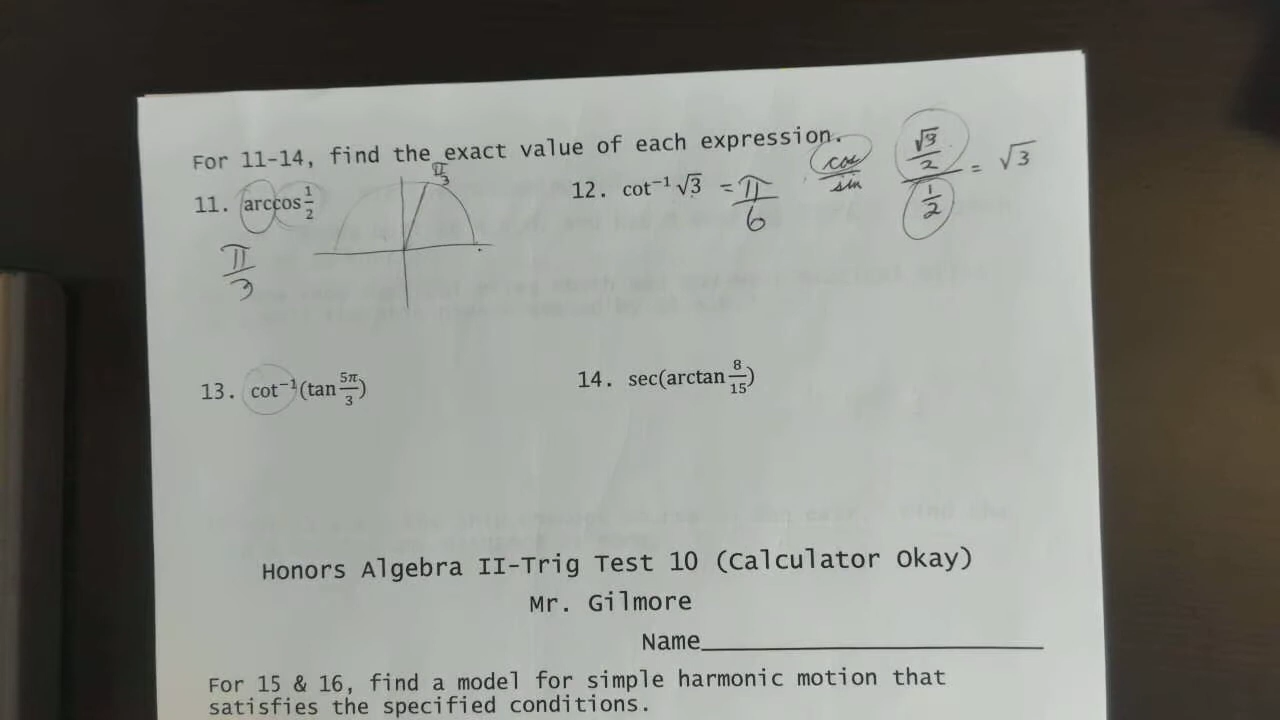 For 11-14, find the exact value of each expression.
11. arccos 1/2
π/3
π/3
12. cot⁻¹ √3 = π/6
cos/sin
(√3/2)/(1/2) = √3
13. cot⁻¹(tan 5π/3)
14. sec(arctan 8/15)
Honors Algebra II-Trig Test 10 (Calculator Okay)
Mr. Gilmore
Name
For 15 & 16, find a model for simple harmonic motion that
satisfies the specified conditions.